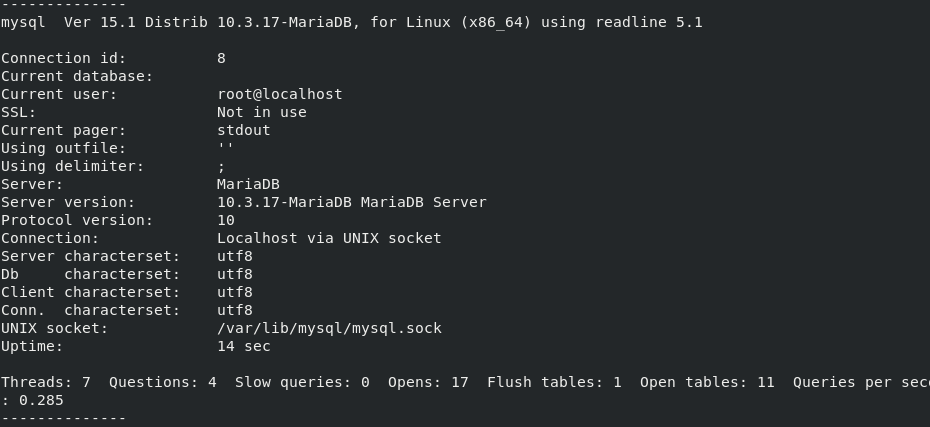 --------------
mysql  Ver 15.1 Distrib 10.3.17-MariaDB, for Linux (x86_64) using readline 5.1

Connection id:          8
Current database:
Current user:           root@localhost
SSL:                    Not in use
Current pager:          stdout
Using outfile:          ''
Using delimiter:        ;
Server:                 MariaDB
Server version:         10.3.17-MariaDB MariaDB Server
Protocol version:       10
Connection:             Localhost via UNIX socket
Server characterset:    utf8
Db     characterset:    utf8
Client characterset:    utf8
Conn.  characterset:    utf8
UNIX socket:            /var/lib/mysql/mysql.sock
Uptime:                 14 sec

Threads: 7  Questions: 4  Slow queries: 0  Opens: 17  Flush tables: 1  Open tables: 11  Queries per sec
: 0.285
--------------